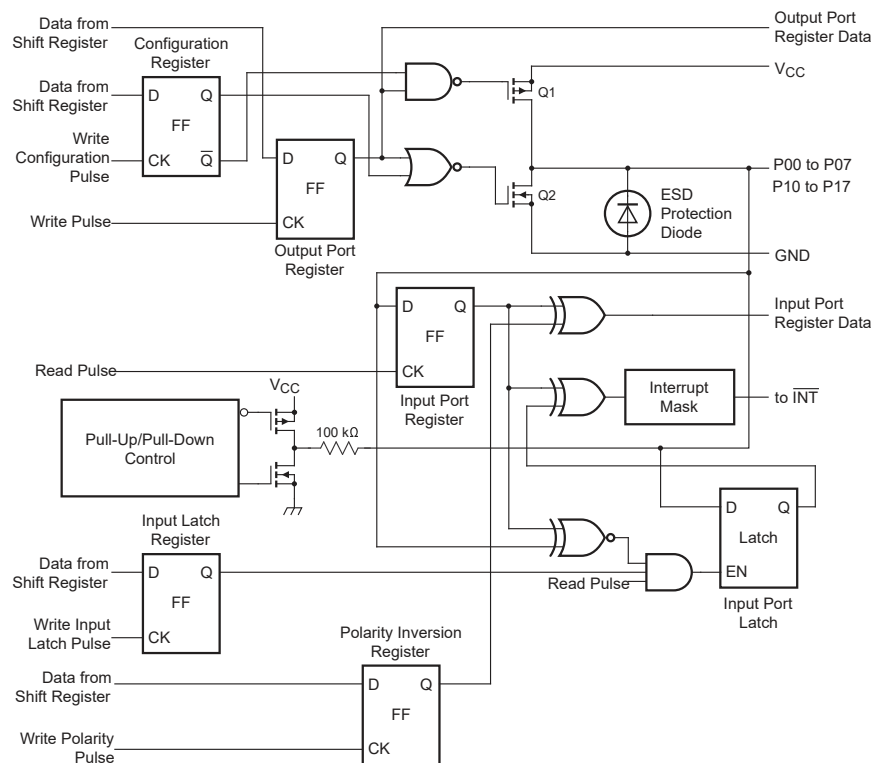 Data from
Shift Register
Configuration
Register
Output Port
Register Data
VCC
Data from
Shift Register
D
Q
Q1
FF
Write
Configuration
Pulse
CK
Q
D
Q
P00 to P07
P10 to P17
FF
Q2
ESD
Protection
Diode
Write Pulse
CK
Output Port
Register
GND
D
Q
Input Port
Register Data
FF
Read Pulse
CK
Input Port
Register
Interrupt
Mask
to INT
VCC
Pull-Up/Pull-Down
Control
100 kΩ
D
Q
Latch
EN
Input Port
Latch
Input Latch
Register
Data from
Shift Register
D
Q
FF
Read Pulse
Write Input
Latch Pulse
CK
Polarity Inversion
Register
Data from
Shift Register
D
Q
FF
Write Polarity
Pulse
CK